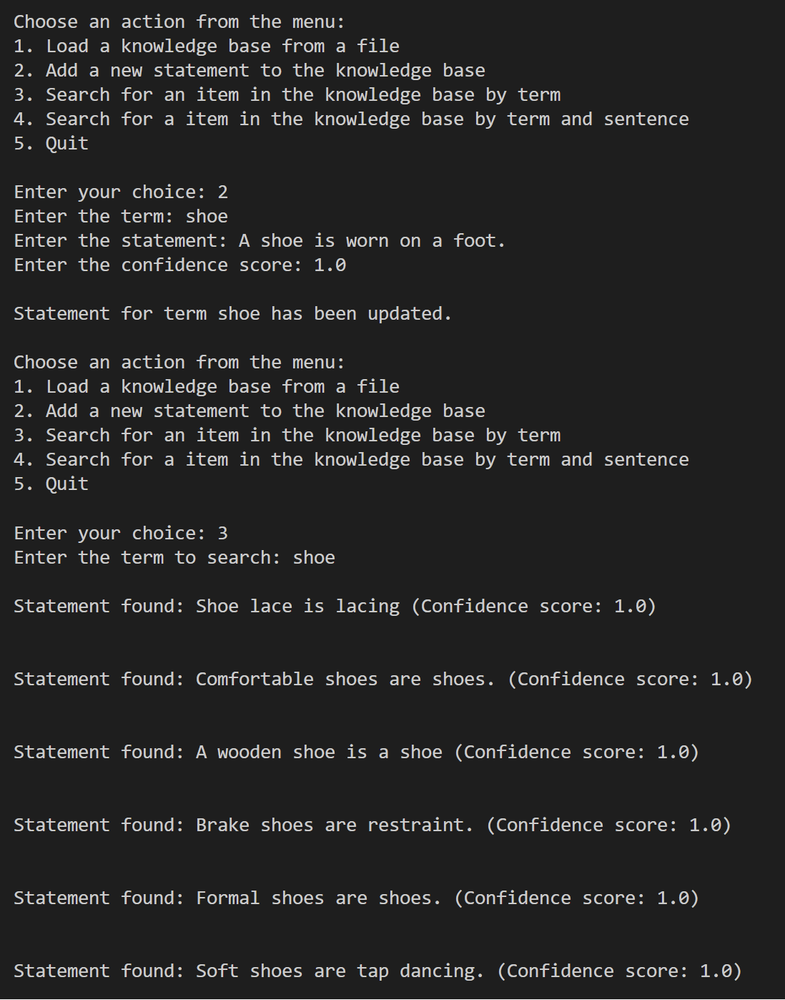 Choose an action from the menu:
1. Load a knowledge base from a file
2. Add a new statement to the knowledge base
3. Search for an item in the knowledge base by term
4. Search for a item in the knowledge base by term and sentence
5. Quit
Enter your choice: 2
Enter the term: shoe
Enter the statement: A shoe is worn on a foot.
Enter the confidence score: 1.0
Statement for term shoe has been updated.
Choose an action from the menu:
1. Load a knowledge base from a file
2. Add a new statement to the knowledge base
3. Search for an item in the knowledge base by term
4. Search for a item in the knowledge base by term and sentence
5. Quit
Enter your choice: 3
Enter the term to search: shoe
Statement found: Shoe lace is lacing (Confidence score: 1.0)
Statement found: Comfortable shoes are shoes. (Confidence score: 1.0)
Statement found: A wooden shoe is a shoe (Confidence score: 1.0)
Statement found: Brake shoes are restraint. (Confidence score: 1.0)
Statement found: Formal shoes are shoes. (Confidence score: 1.0)
Statement found: Soft shoes are tap dancing. (Confidence score: 1.0)